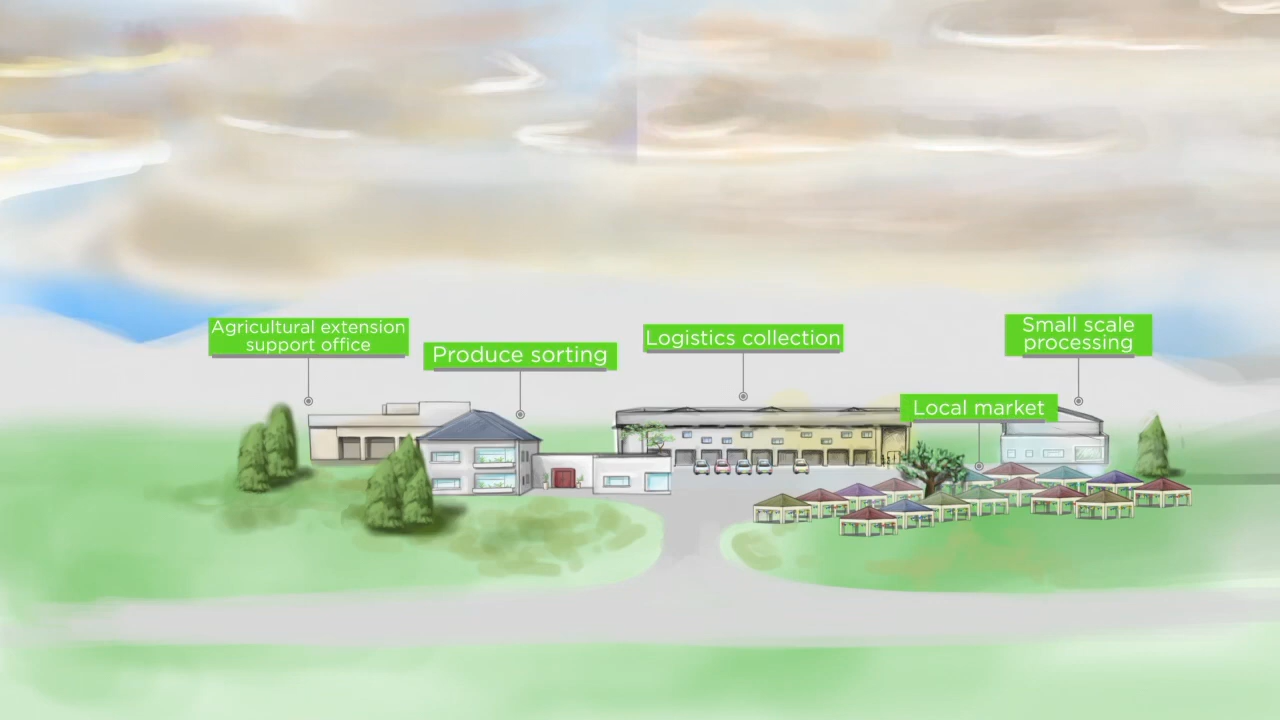 Agricultural extension
support office
Produce sorting
Logistics collection
Small scale
processing
Local market